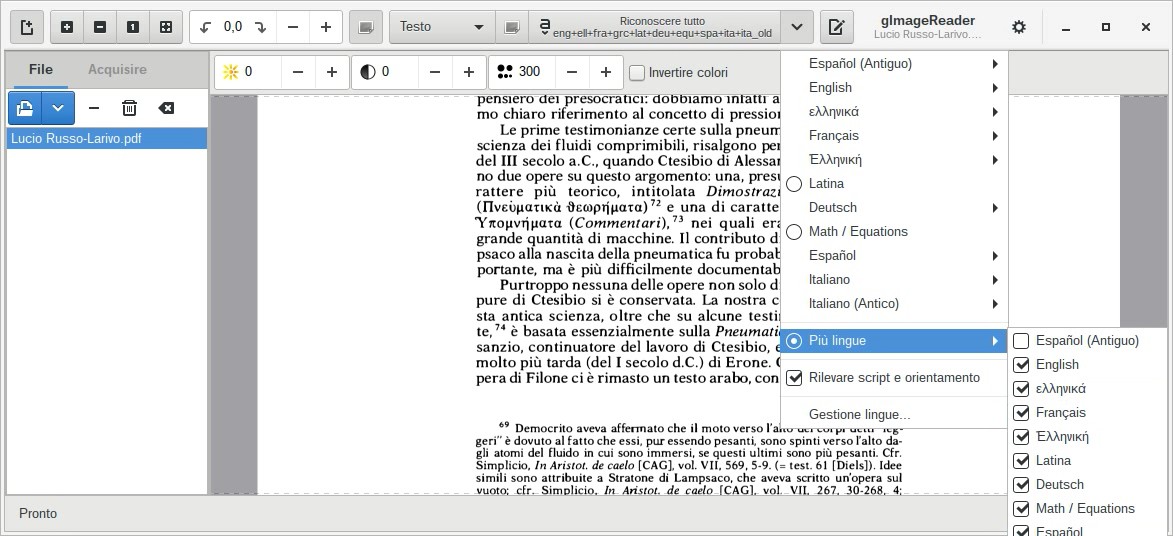 0,0
Testo
Riconoscere tutto
eng+ell+fra+grc+lat+deu+equ+spa+ita+ita_old
gImageReader
Lucio Russo-Larivo.…
File
Acquisire
0
0
300
Invertire colori
Lucio Russo-Larivo.pdf
pensiero dei presocratici: dobbiamo infatti a
mo chiaro riferimento al concetto di pression
Le prime testimonianze certe sulla pneum
scienza dei fluidi comprimibili, risalgono per
del III secolo a.C., quando Ctesibio di Alessar
no due opere su questo argomento: una, presu
rattere più teorico, intitolata Dimostrazi
(Πνευματικὰ θεωρήματα)72 e una di caratte
Ὑπομνήματα (Commentari),73 nei quali era
grande quantità di macchine. Il contributo d
psaco alla nascita della pneumatica fu probab
portante, ma è più difficilmente documentab
Purtroppo nessuna delle opere non solo d
pure di Ctesibio si è conservata. La nostra c
sta antica scienza, oltre che su alcune testi
te,74 è basata essenzialmente sulla Pneumati
sanzio, continuatore del lavoro di Ctesibio, e
molto più tarda (del I secolo d.C.) di Erone. C
pera di Filone ci è rimasto un testo arabo, con
69 Democrito aveva affermato che il moto verso l'alto dei corpi detti "leg-
geri" è dovuto al fatto che essi, pur essendo pesanti, sono spinti verso l'alto da-
gli atomi del fluido in cui sono immersi, se questi ultimi sono più pesanti. Cfr.
Simplicio, In Aristot. de caelo [CAG], vol. VII, 569, 5-9. (= test. 61 [Diels]). Idee
simili sono attribuite a Stratone di Lampsaco, che aveva scritto un'opera sul
vuoto; cfr. Simplicio, In Aristot. de caelo [CAG], vol. VII, 267, 30-268, 4;
Español (Antiguo)
English
ελληνικά
Français
Ἑλληνική
Latina
Deutsch
Math / Equations
Español
Italiano
Italiano (Antico)
Più lingue
Rilevare script e orientamento
Gestione lingue...
Español (Antiguo)
English
ελληνικά
Français
Ἑλληνική
Latina
Deutsch
Math / Equations
Español
Pronto